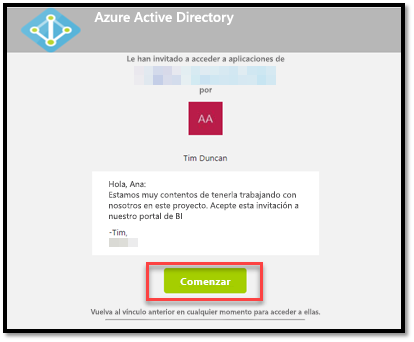 Azure Active Directory
Le han invitado a acceder a aplicaciones de
por
AA
Tim Duncan
Hola, Ana:
Estamos muy contentos de tenerla trabajando con
nosotros en este proyecto. Acepte esta invitación a
nuestro portal de BI
-Tim,
Comenzar
Vuelva al vínculo anterior en cualquier momento para acceder a ellas.